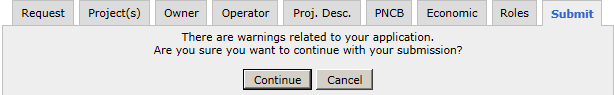 Request Project(s) Owner Operator Proj. Desc. PNCB Economic Roles Submit
There are warnings related to your application.
Are you sure you want to continue with your submission?
Continue Cancel